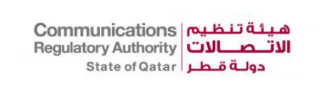 Communications
Regulatory Authority
State of Qatar
هيئة تنظيم
الاتصالات
دولة قطر